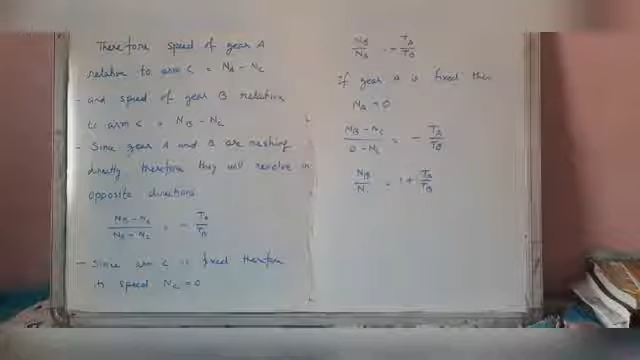 Therefore speed of gear A
relative to arm C = NA - NC
- and speed of gear B relative
to arm C = NB - NC
- Since gear A and B are meshing
directly therefore they will revolve in
opposite directions
NB - NC / NA - NC = - TA / TB
- Since arm C is fixed therefore
its speed NC = 0
NB / NA = - TA / TB
If gear A is fixed then
NA = 0
NB - NC / 0 - NC = - TA / TB
NB / NC = 1 + TA / TB